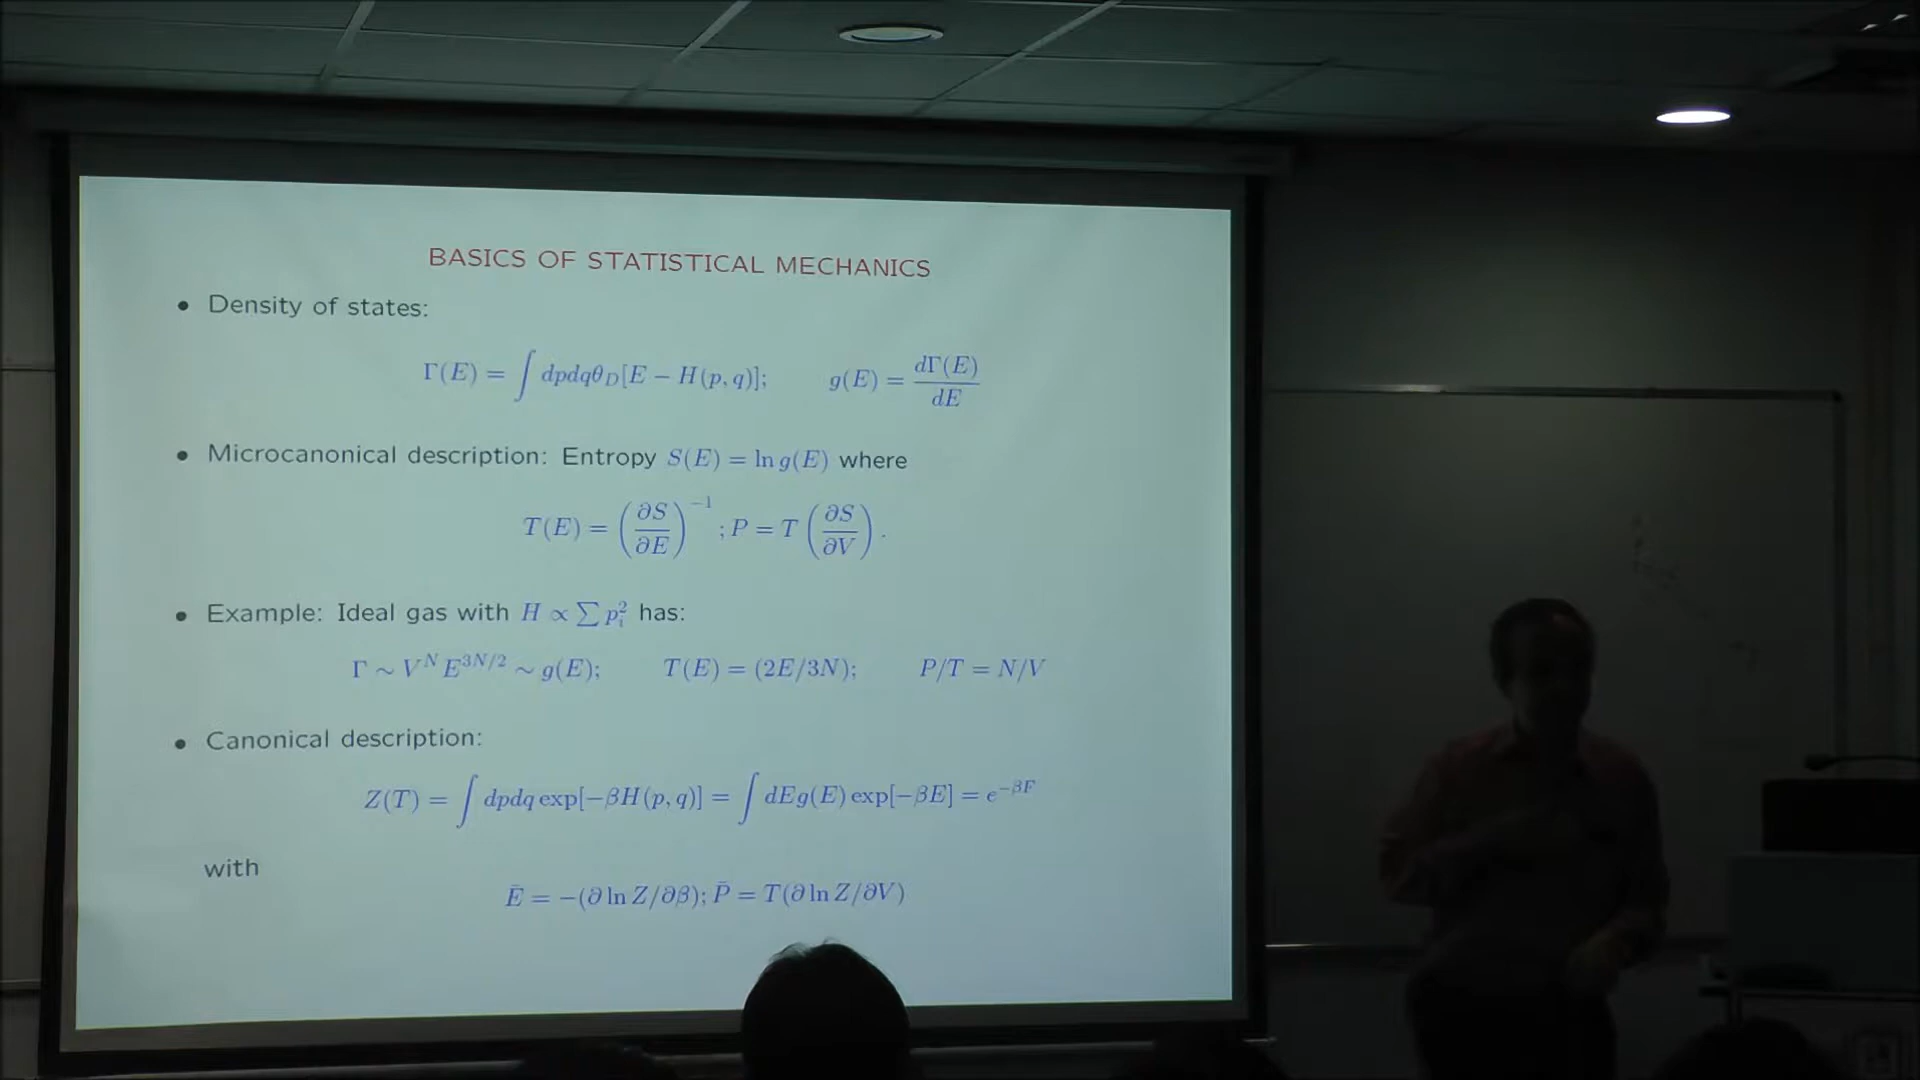 BASICS OF STATISTICAL MECHANICS
• Density of states:
Γ(E) = ∫ dpdqθ_D[E − H(p, q)]; g(E) = dΓ(E)/dE
• Microcanonical description: Entropy S(E) = ln g(E) where
T(E) = (∂S/∂E)^−1 ; P = T (∂S/∂V) .
• Example: Ideal gas with H ∝ ∑ p_i^2 has:
Γ ∼ V^N E^3N/2 ∼ g(E); T(E) = (2E/3N); P/T = N/V
• Canonical description:
Z(T) = ∫ dpdq exp[−βH(p, q)] = ∫ dEg(E) exp[−βE] = e^−βF
with
Ē = −(∂ ln Z/∂β); P̄ = T(∂ ln Z/∂V)